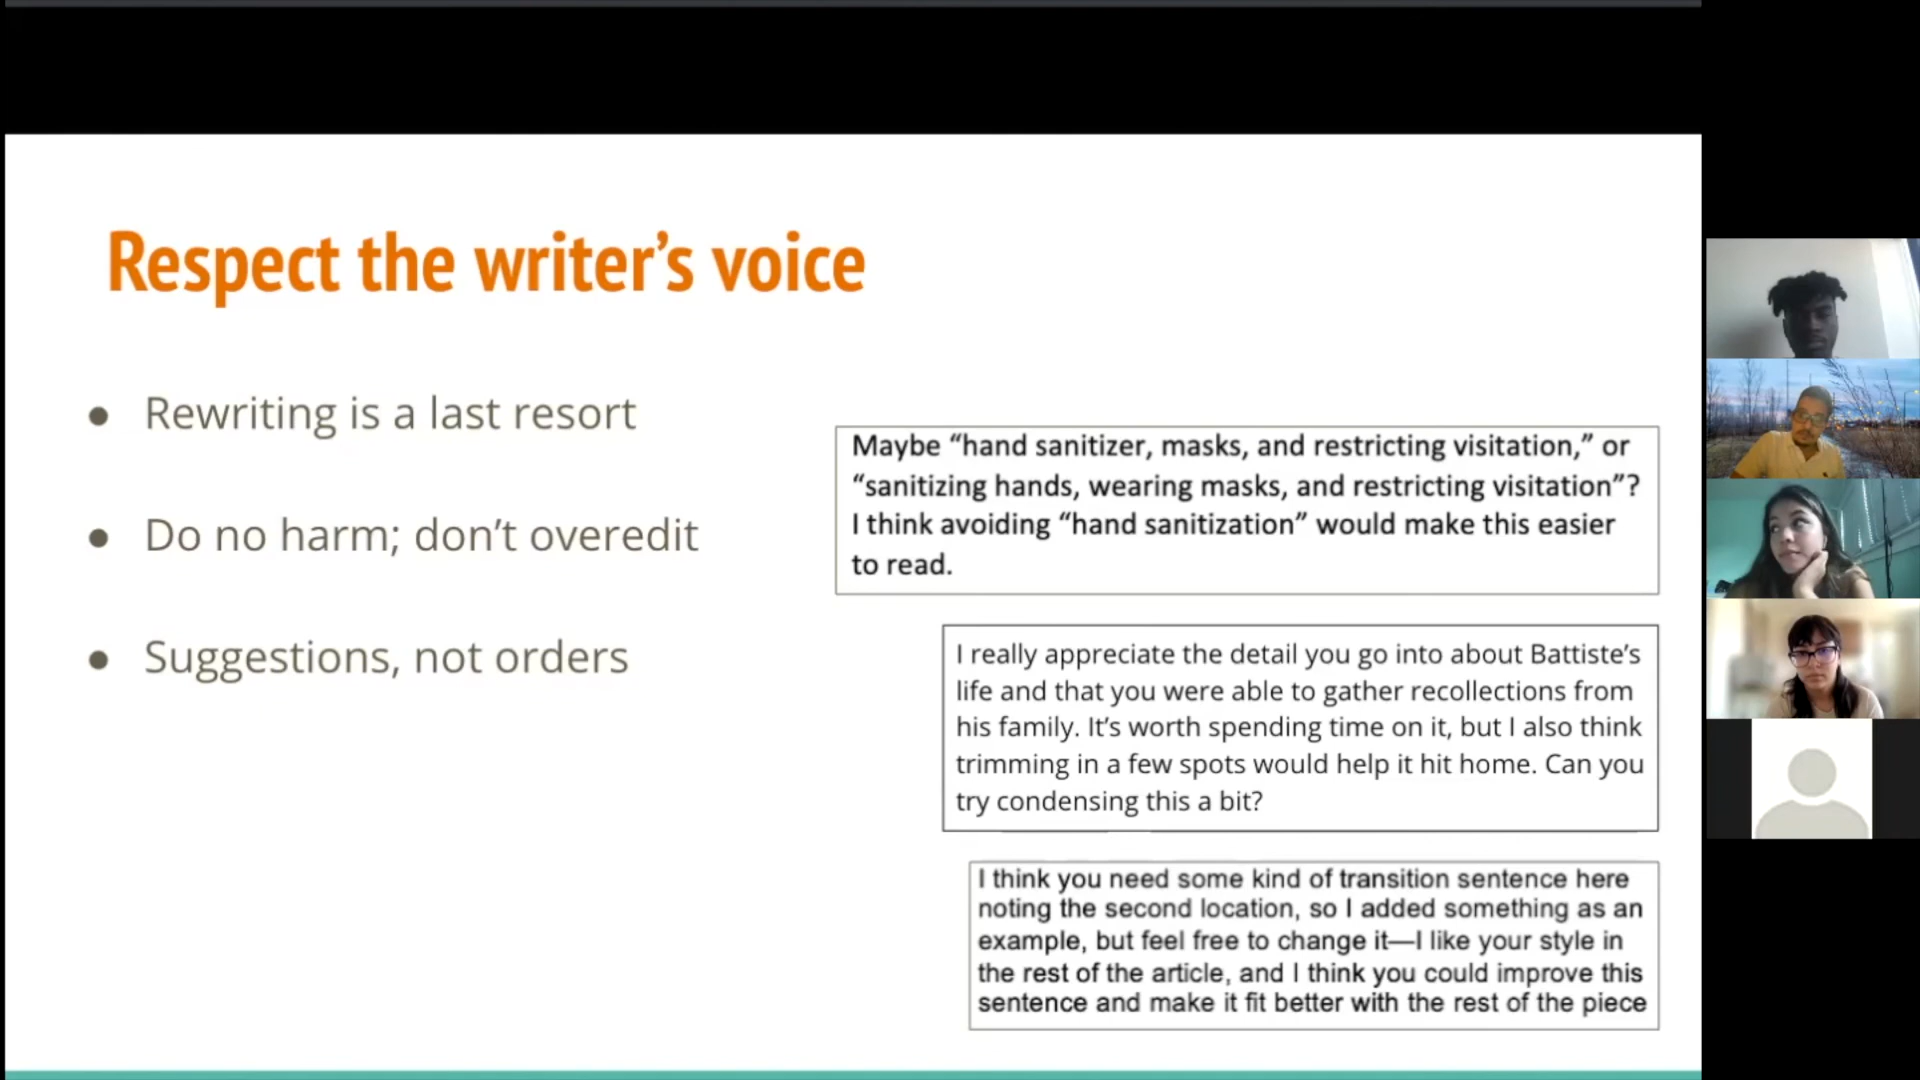 Respect the writer’s voice
● Rewriting is a last resort
● Do no harm; don’t overedit
● Suggestions, not orders
Maybe “hand sanitizer, masks, and restricting visitation,” or
“sanitizing hands, wearing masks, and restricting visitation”?
I think avoiding “hand sanitization” would make this easier
to read.
I really appreciate the detail you go into about Battiste’s
life and that you were able to gather recollections from
his family. It’s worth spending time on it, but I also think
trimming in a few spots would help it hit home. Can you
try condensing this a bit?
I think you need some kind of transition sentence here
noting the second location, so I added something as an
example, but feel free to change it—I like your style in
the rest of the article, and I think you could improve this
sentence and make it fit better with the rest of the piece